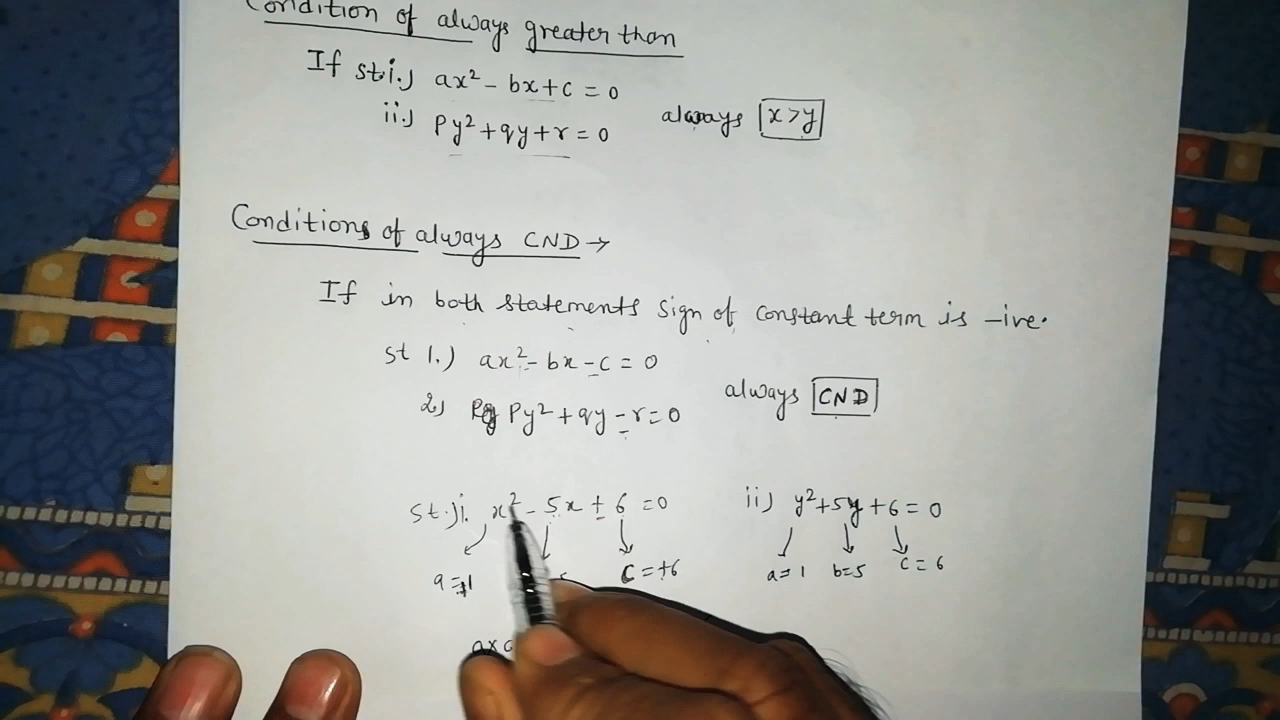 Condition of always greater than
If st.i.) ax² - bx + c = 0
ii.) Py² + qy + r = 0 always x>y
Conditions of always CND →
If in both statements sign of constant term is -ive.
st 1.) ax² - bx - c = 0
2.) Py² + qy - r = 0 always CND
st.)i. x² - 5x + 6 = 0 ii) y² + 5y + 6 = 0
c = +6 a = 1 b = 5 c = 6